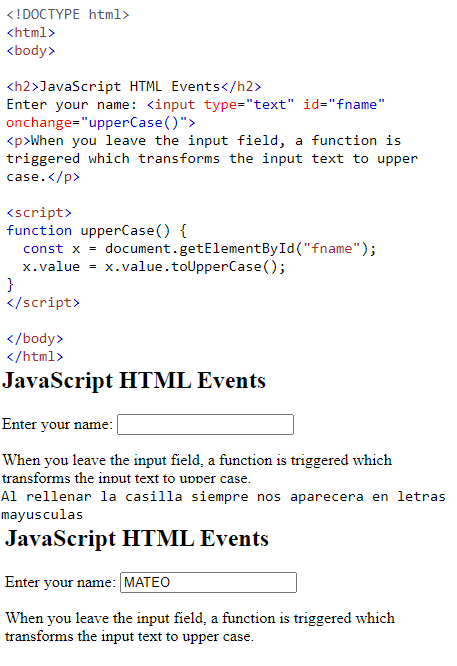 <!DOCTYPE html>
<html>
<body>

<h2>JavaScript HTML Events</h2>
Enter your name: <input type="text" id="fname"
onchange="upperCase()">
<p>When you leave the input field, a function is
triggered which transforms the input text to upper
case.</p>

<script>
function upperCase() {
  const x = document.getElementById("fname");
  x.value = x.value.toUpperCase();
}
</script>

</body>
</html>
JavaScript HTML Events
Enter your name:
When you leave the input field, a function is triggered which
transforms the input text to upper case.
Al rellenar la casilla siempre nos aparecera en letras
mayusculas
JavaScript HTML Events
Enter your name: MATEO
When you leave the input field, a function is triggered which
transforms the input text to upper case.